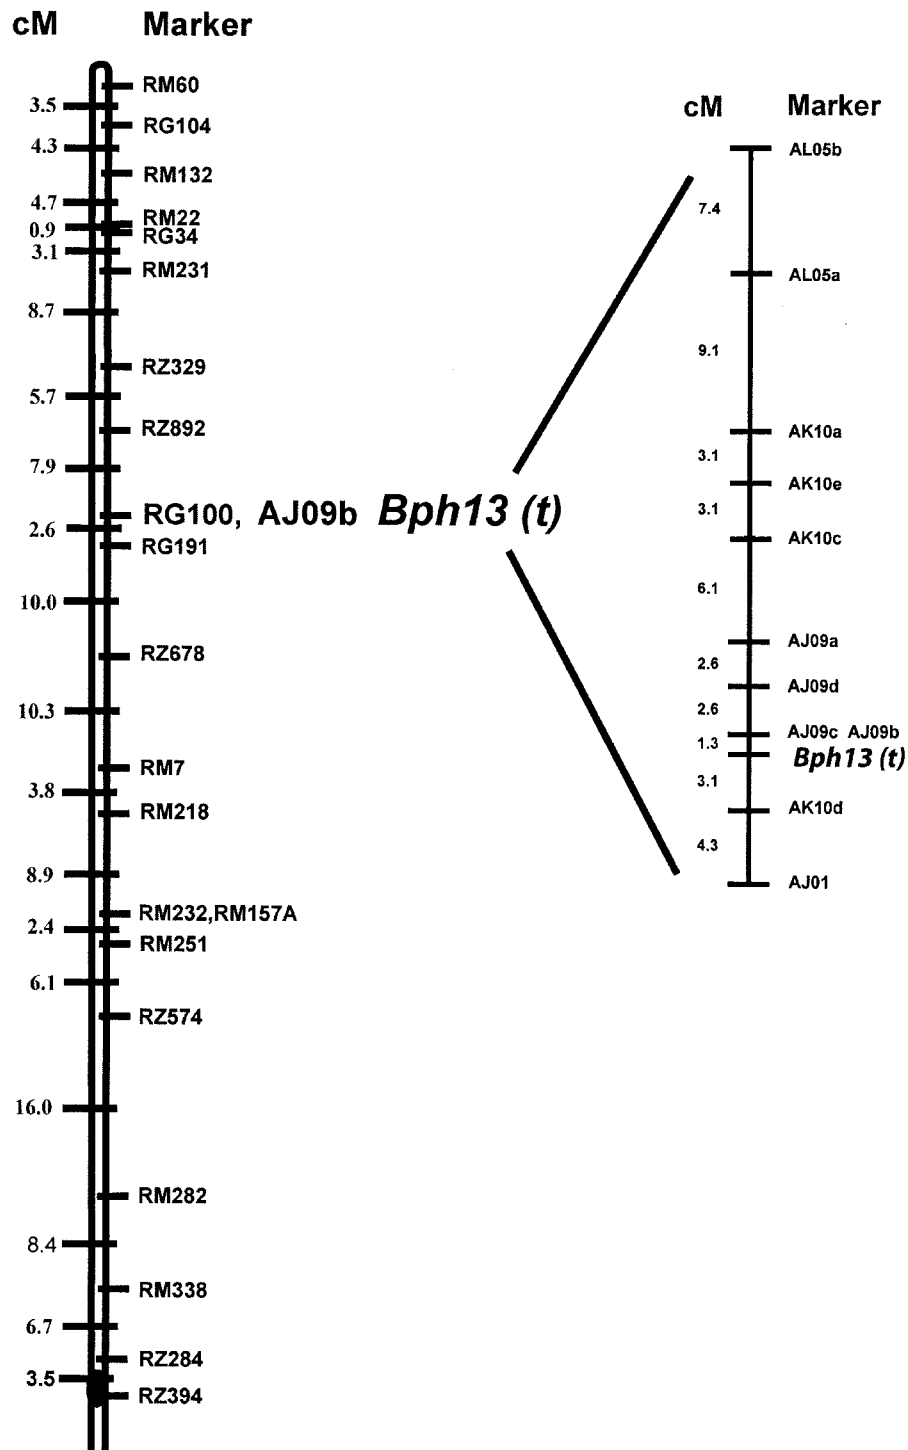 cM Marker
RM60
3.5
RG104
4.3
RM132
4.7
RM22
0.9
RG34
3.1
RM231
8.7
RZ329
5.7
RZ892
7.9
RG100, AJ09b Bph13 (t)
2.6
RG191
10.0
RZ678
10.3
RM7
3.8
RM218
8.9
RM232,RM157A
2.4
RM251
6.1
RZ574
16.0
RM282
8.4
RM338
6.7
RZ284
3.5
RZ394
cM Marker
AL05b
7.4
AL05a
9.1
AK10a
3.1
AK10e
3.1
AK10c
6.1
AJ09a
2.6
AJ09d
2.6
AJ09c AJ09b
1.3
Bph13 (t)
3.1
AK10d
4.3
AJ01